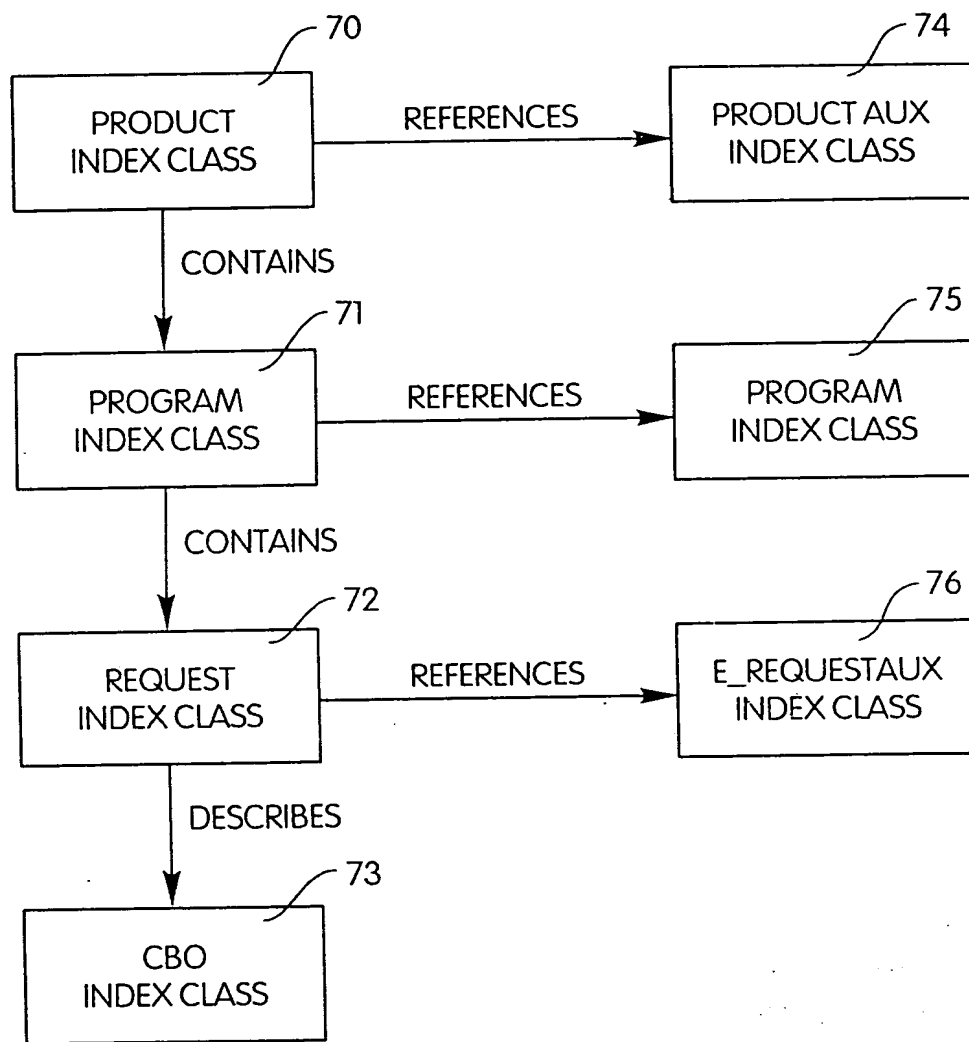 70
74
PRODUCT
INDEX CLASS
REFERENCES
PRODUCT AUX
INDEX CLASS
CONTAINS
71
75
PROGRAM
INDEX CLASS
REFERENCES
PROGRAM
INDEX CLASS
CONTAINS
72
76
REQUEST
INDEX CLASS
REFERENCES
E_REQUESTAUX
INDEX CLASS
DESCRIBES
73
CBO
INDEX CLASS